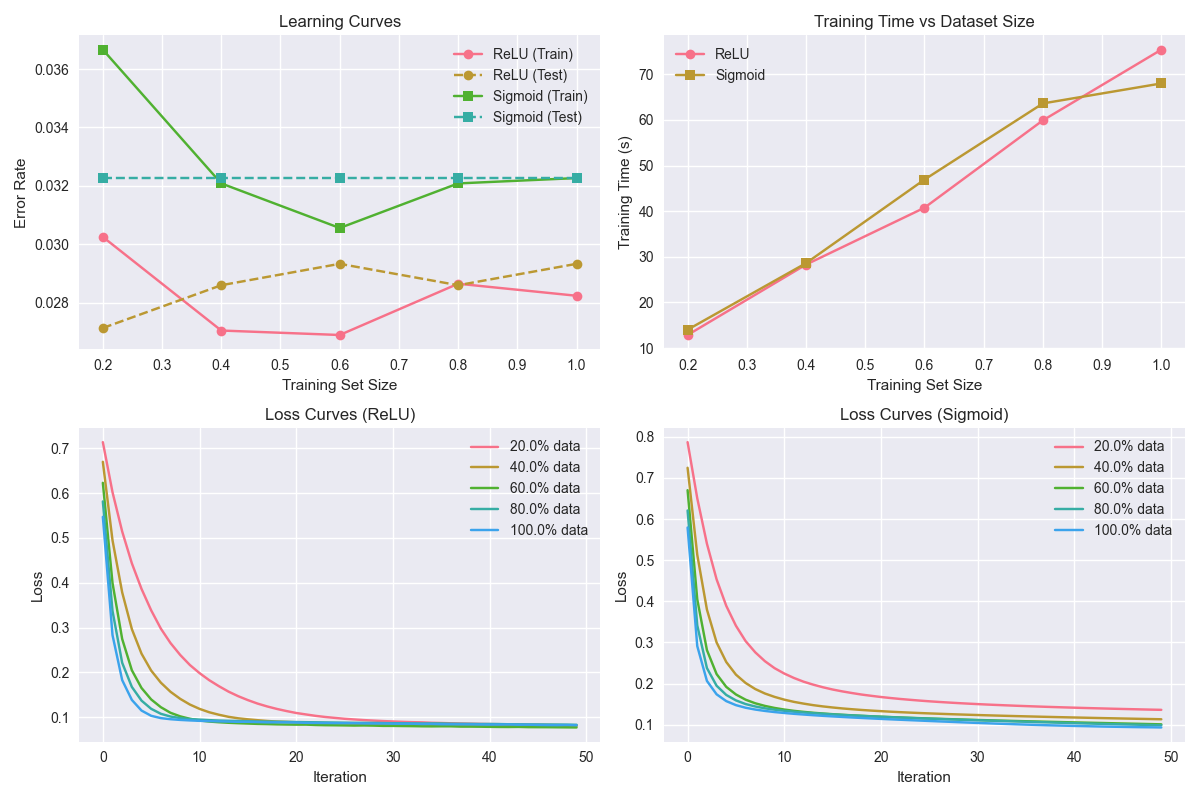 Learning Curves
Error Rate
0.036
0.034
0.032
0.030
0.028
0.2 0.3 0.4 0.5 0.6 0.7 0.8 0.9 1.0
Training Set Size
ReLU (Train)
ReLU (Test)
Sigmoid (Train)
Sigmoid (Test)
Training Time vs Dataset Size
Training Time (s)
70
60
50
40
30
20
10
0.2 0.3 0.4 0.5 0.6 0.7 0.8 0.9 1.0
Training Set Size
ReLU
Sigmoid
Loss Curves (ReLU)
Loss
0.7
0.6
0.5
0.4
0.3
0.2
0.1
0 10 20 30 40 50
Iteration
20.0% data
40.0% data
60.0% data
80.0% data
100.0% data
Loss Curves (Sigmoid)
Loss
0.8
0.7
0.6
0.5
0.4
0.3
0.2
0.1
0 10 20 30 40 50
Iteration
20.0% data
40.0% data
60.0% data
80.0% data
100.0% data